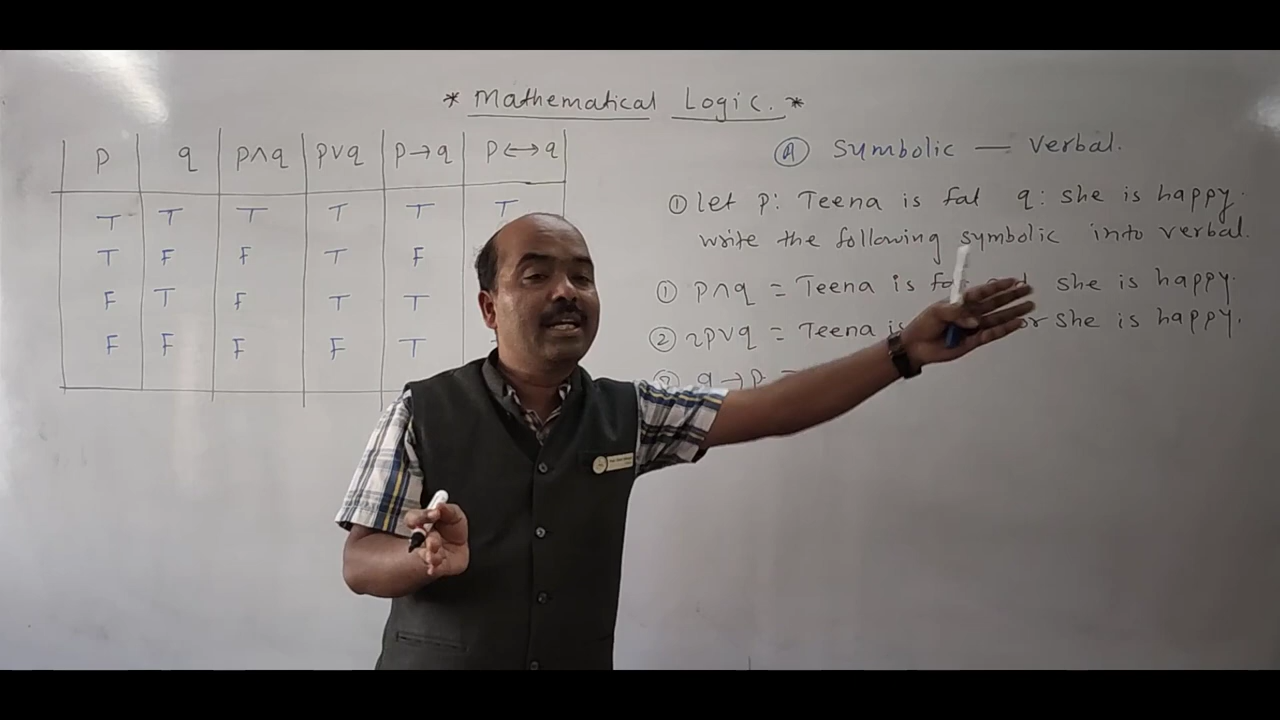 * Mathematical Logic. *
p q p∧q p∨q p→q p↔q
T T T T T T
T F F T F
F T F T T
F F F F T
(A) Symbolic — Verbal.
① let p: Teena is fat q: she is happy.
write the following symbolic into verbal.
① p∧q = Teena is she is happy.
② ~p∨q = Teena is or she is happy.
③ q→p =